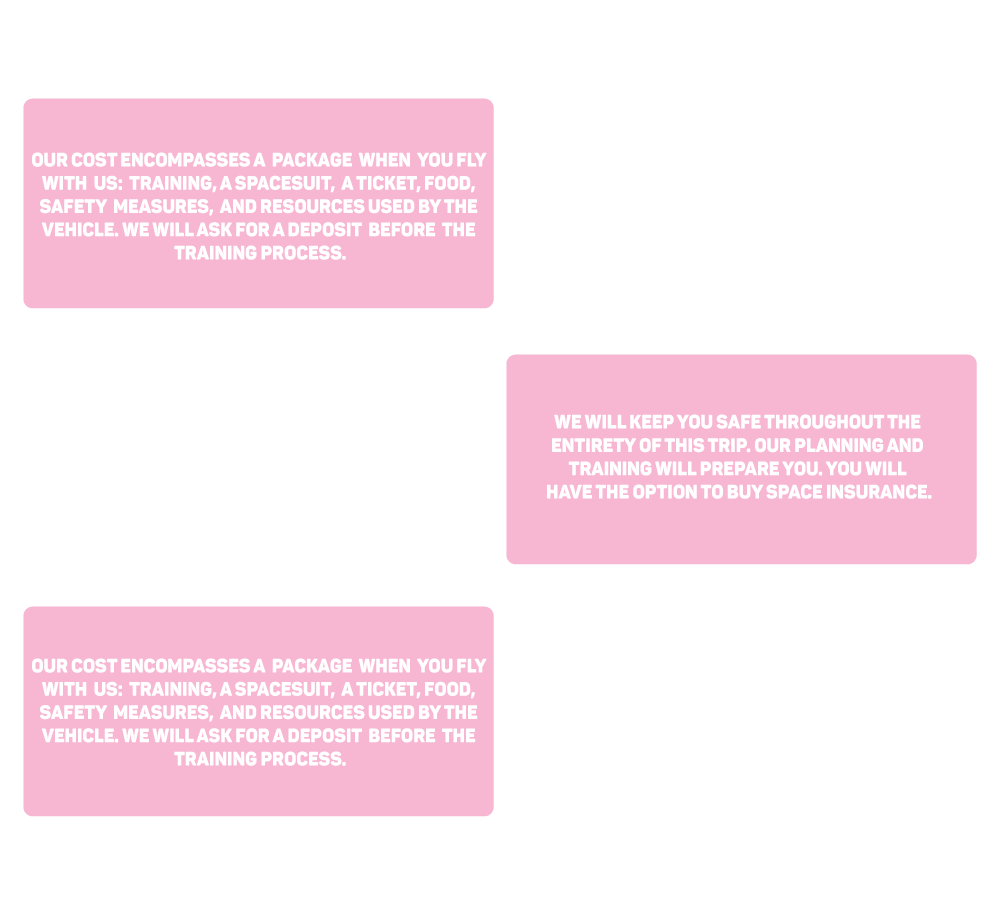 OUR COST ENCOMPASSES A PACKAGE WHEN YOU FLY
WITH US: TRAINING, A SPACESUIT, A TICKET, FOOD,
SAFETY MEASURES, AND RESOURCES USED BY THE
VEHICLE. WE WILL ASK FOR A DEPOSIT BEFORE THE
TRAINING PROCESS.
WE WILL KEEP YOU SAFE THROUGHOUT THE
ENTIRETY OF THIS TRIP. OUR PLANNING AND
TRAINING WILL PREPARE YOU. YOU WILL
HAVE THE OPTION TO BUY SPACE INSURANCE.
OUR COST ENCOMPASSES A PACKAGE WHEN YOU FLY
WITH US: TRAINING, A SPACESUIT, A TICKET, FOOD,
SAFETY MEASURES, AND RESOURCES USED BY THE
VEHICLE. WE WILL ASK FOR A DEPOSIT BEFORE THE
TRAINING PROCESS.